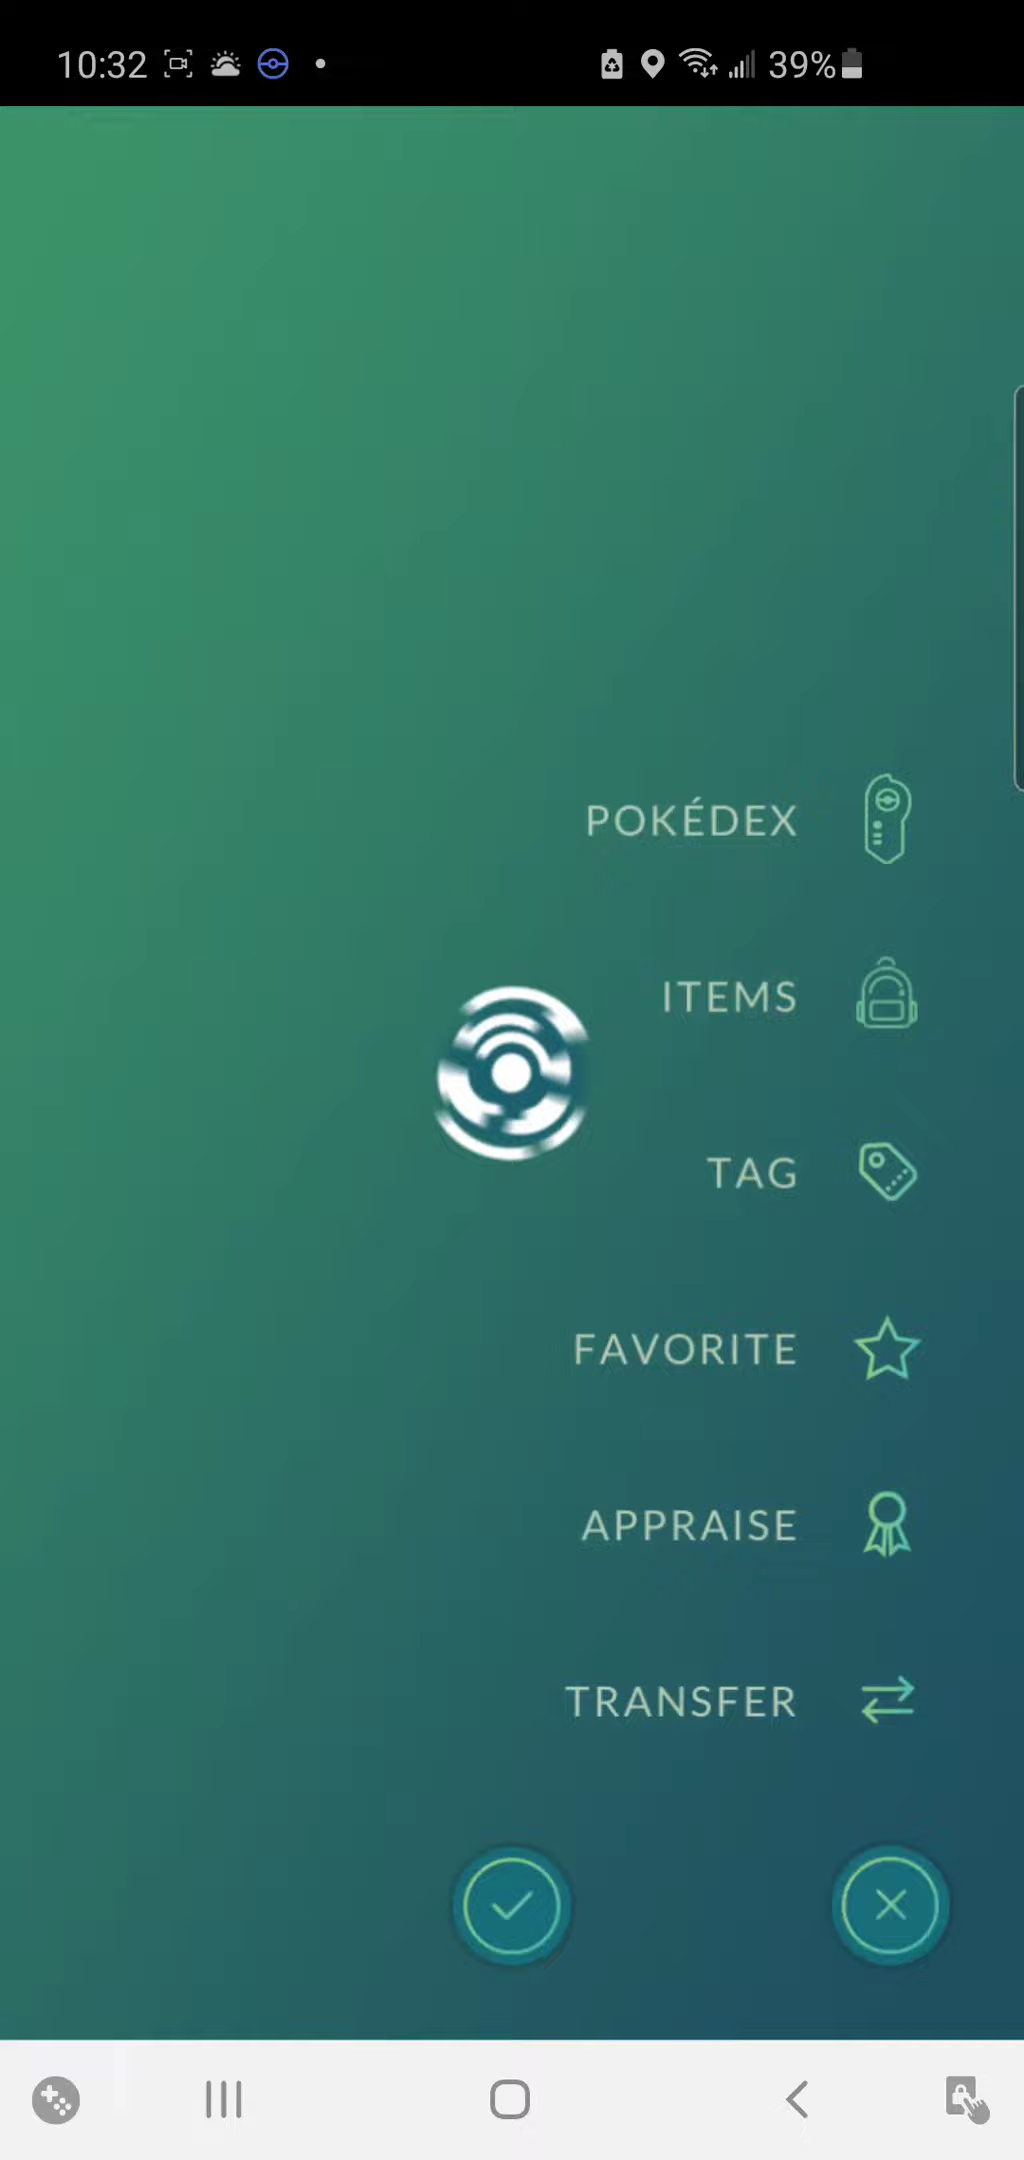 10:32
39%
POKÉDEX
ITEMS
TAG
FAVORITE
APPRAISE
TRANSFER